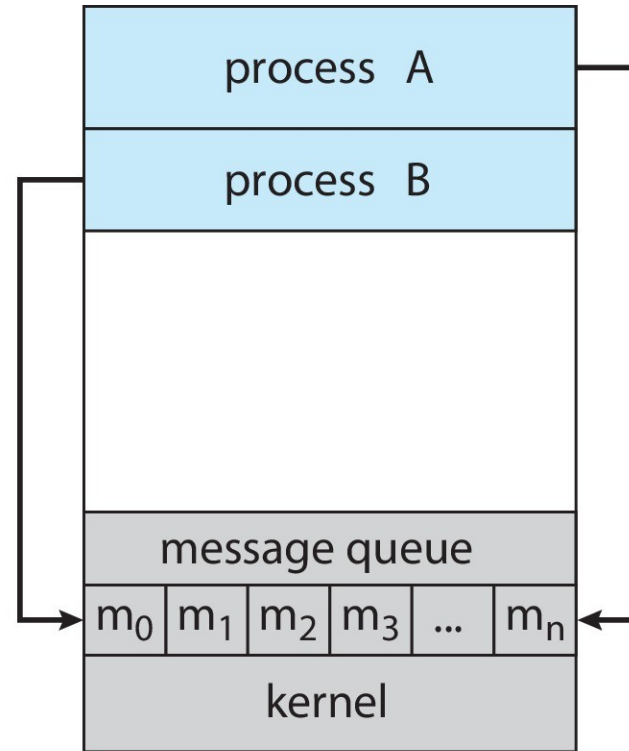 process A
process B
message queue
m₀ m₁ m₂ m₃ ... mₙ
kernel